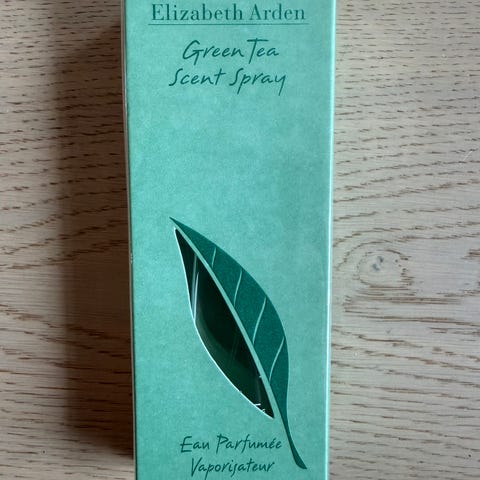 Elizabeth Arden
Green Tea
Scent Spray
Eau Parfumée
Vaporisateur